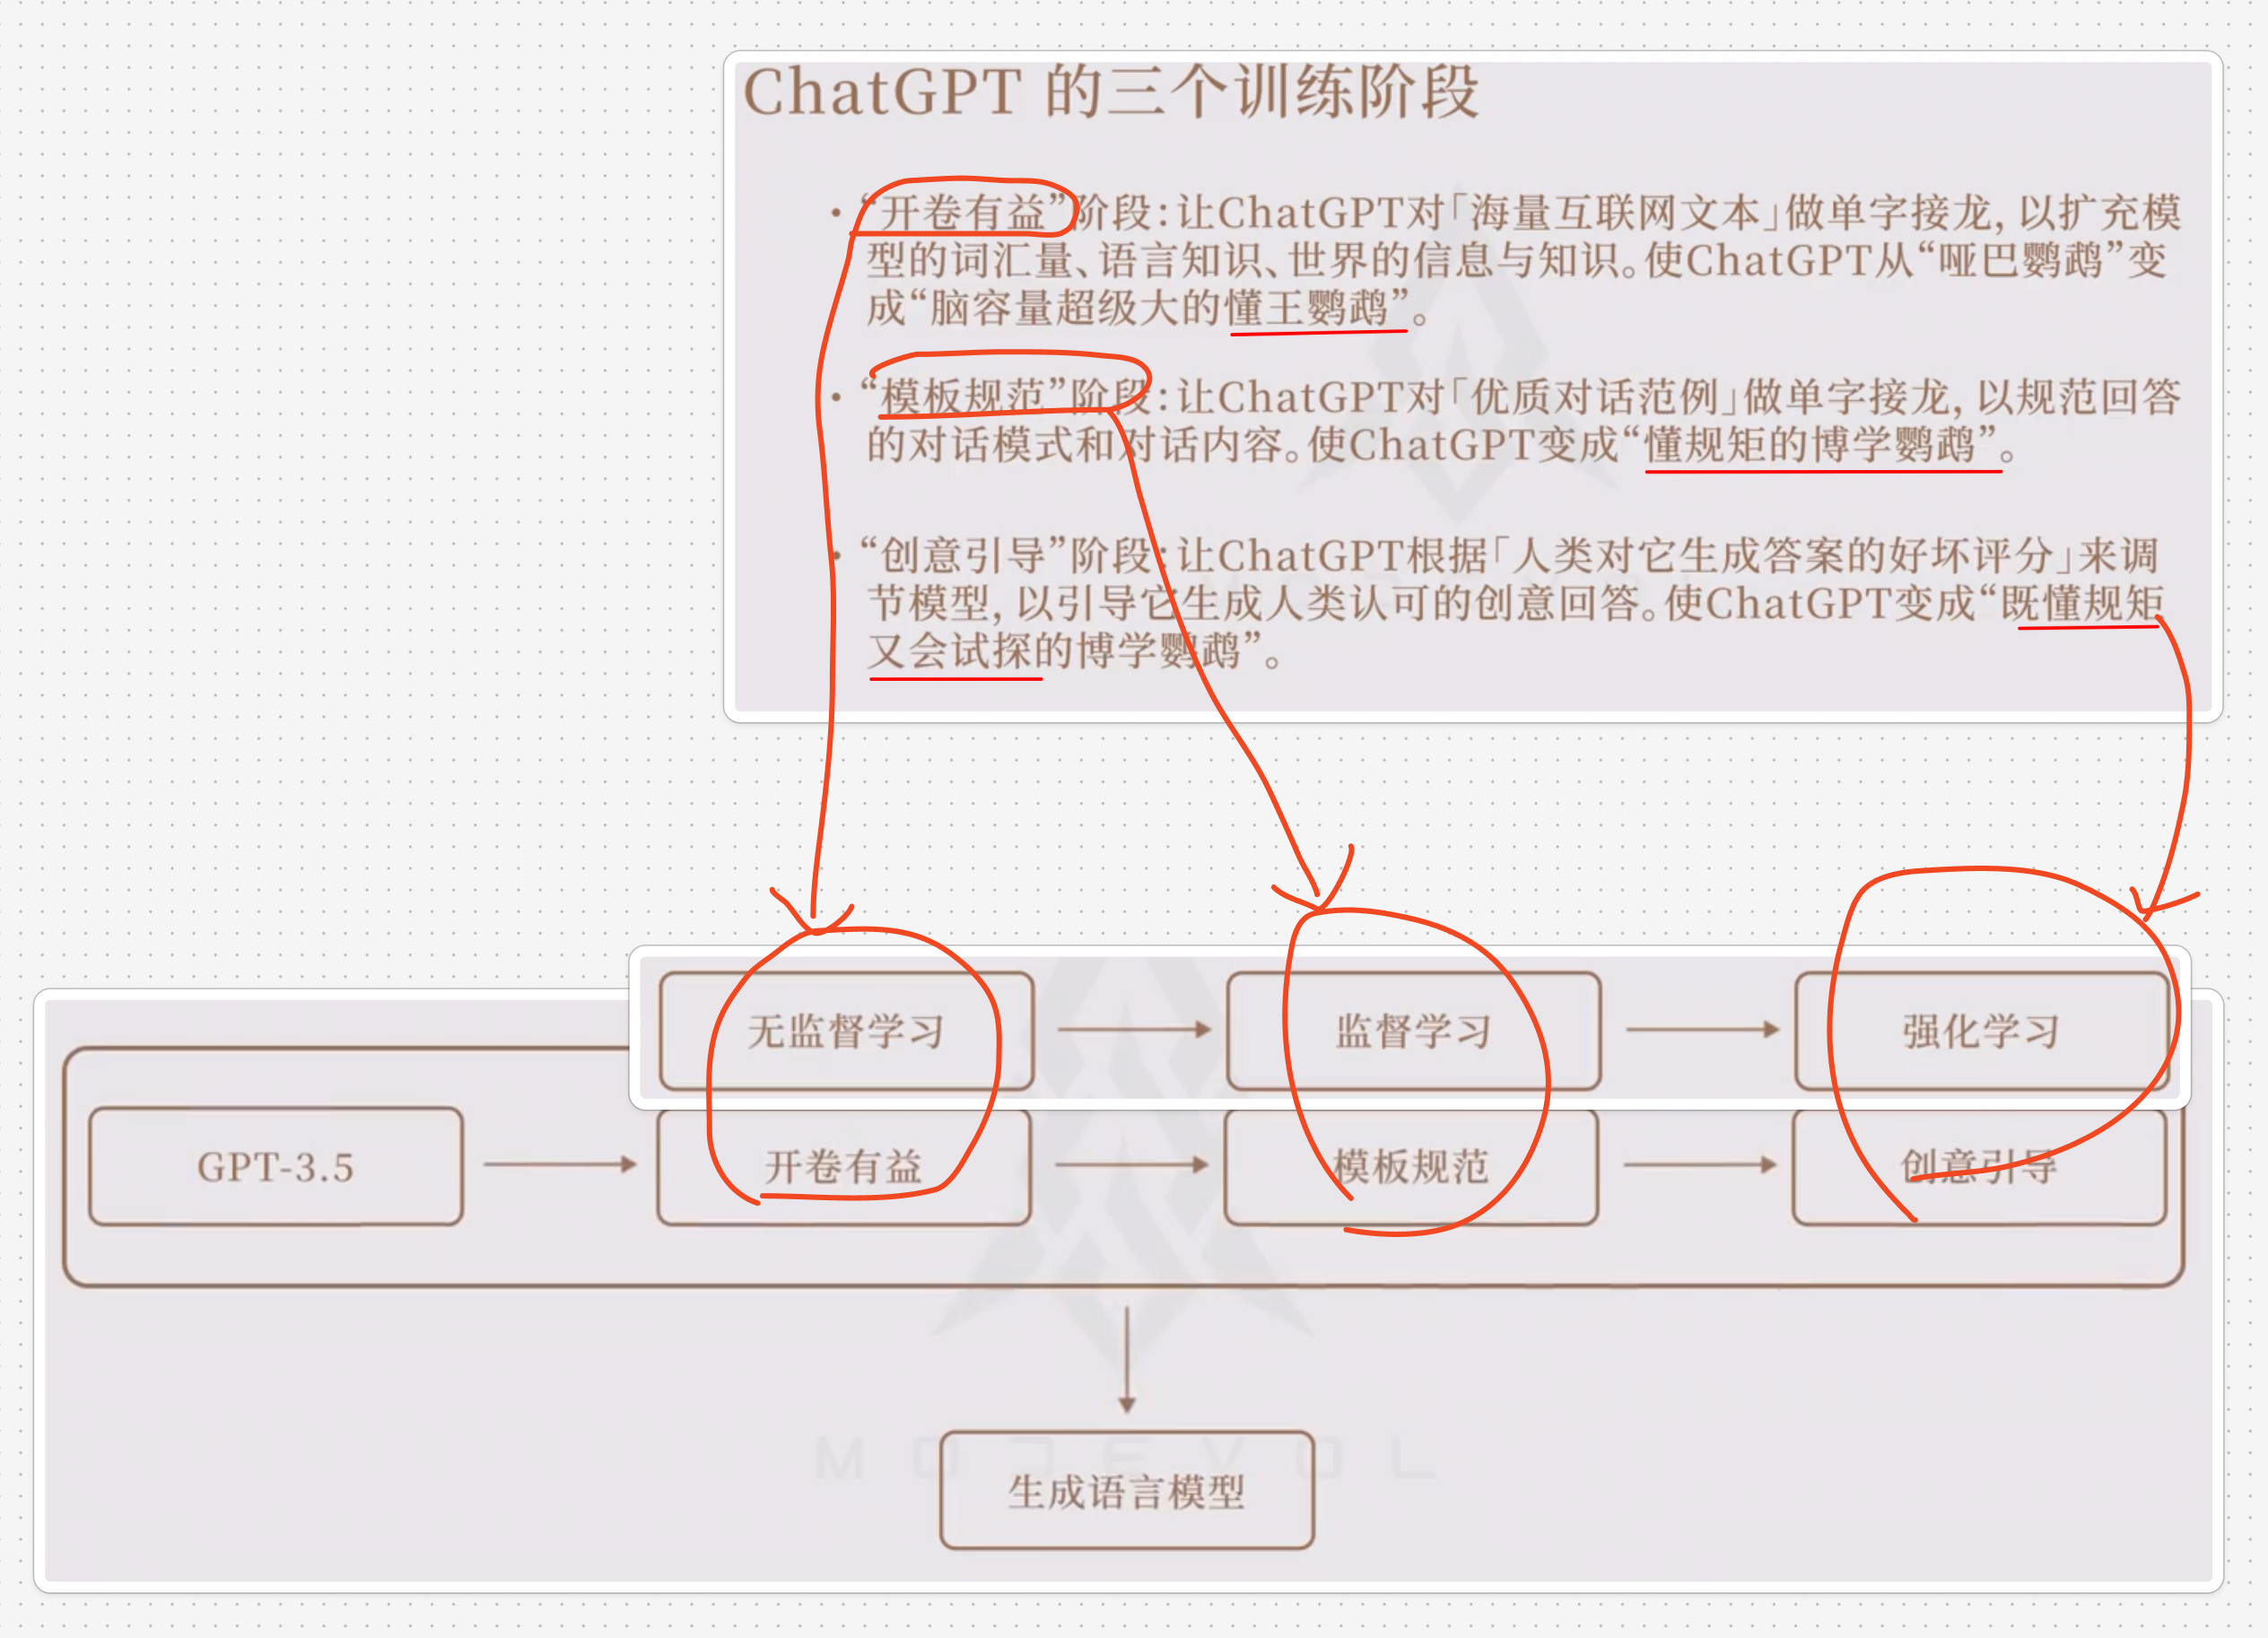 ChatGPT 的三个训练阶段
• “开卷有益”阶段：让ChatGPT对「海量互联网文本」做单字接龙，以扩充模
型的词汇量、语言知识、世界的信息与知识。使ChatGPT从“哑巴鹦鹉”变
成“脑容量超级大的懂王鹦鹉”。
• “模板规范”阶段：让ChatGPT对「优质对话范例」做单字接龙，以规范回答
的对话模式和对话内容。使ChatGPT变成“懂规矩的博学鹦鹉”。
• “创意引导”阶段：让ChatGPT根据「人类对它生成答案的好坏评分」来调
节模型，以引导它生成人类认可的创意回答。使ChatGPT变成“既懂规矩
又会试探的博学鹦鹉”。
无监督学习
监督学习
强化学习
GPT-3.5
开卷有益
模板规范
创意引导
生成语言模型
MOJEVOL